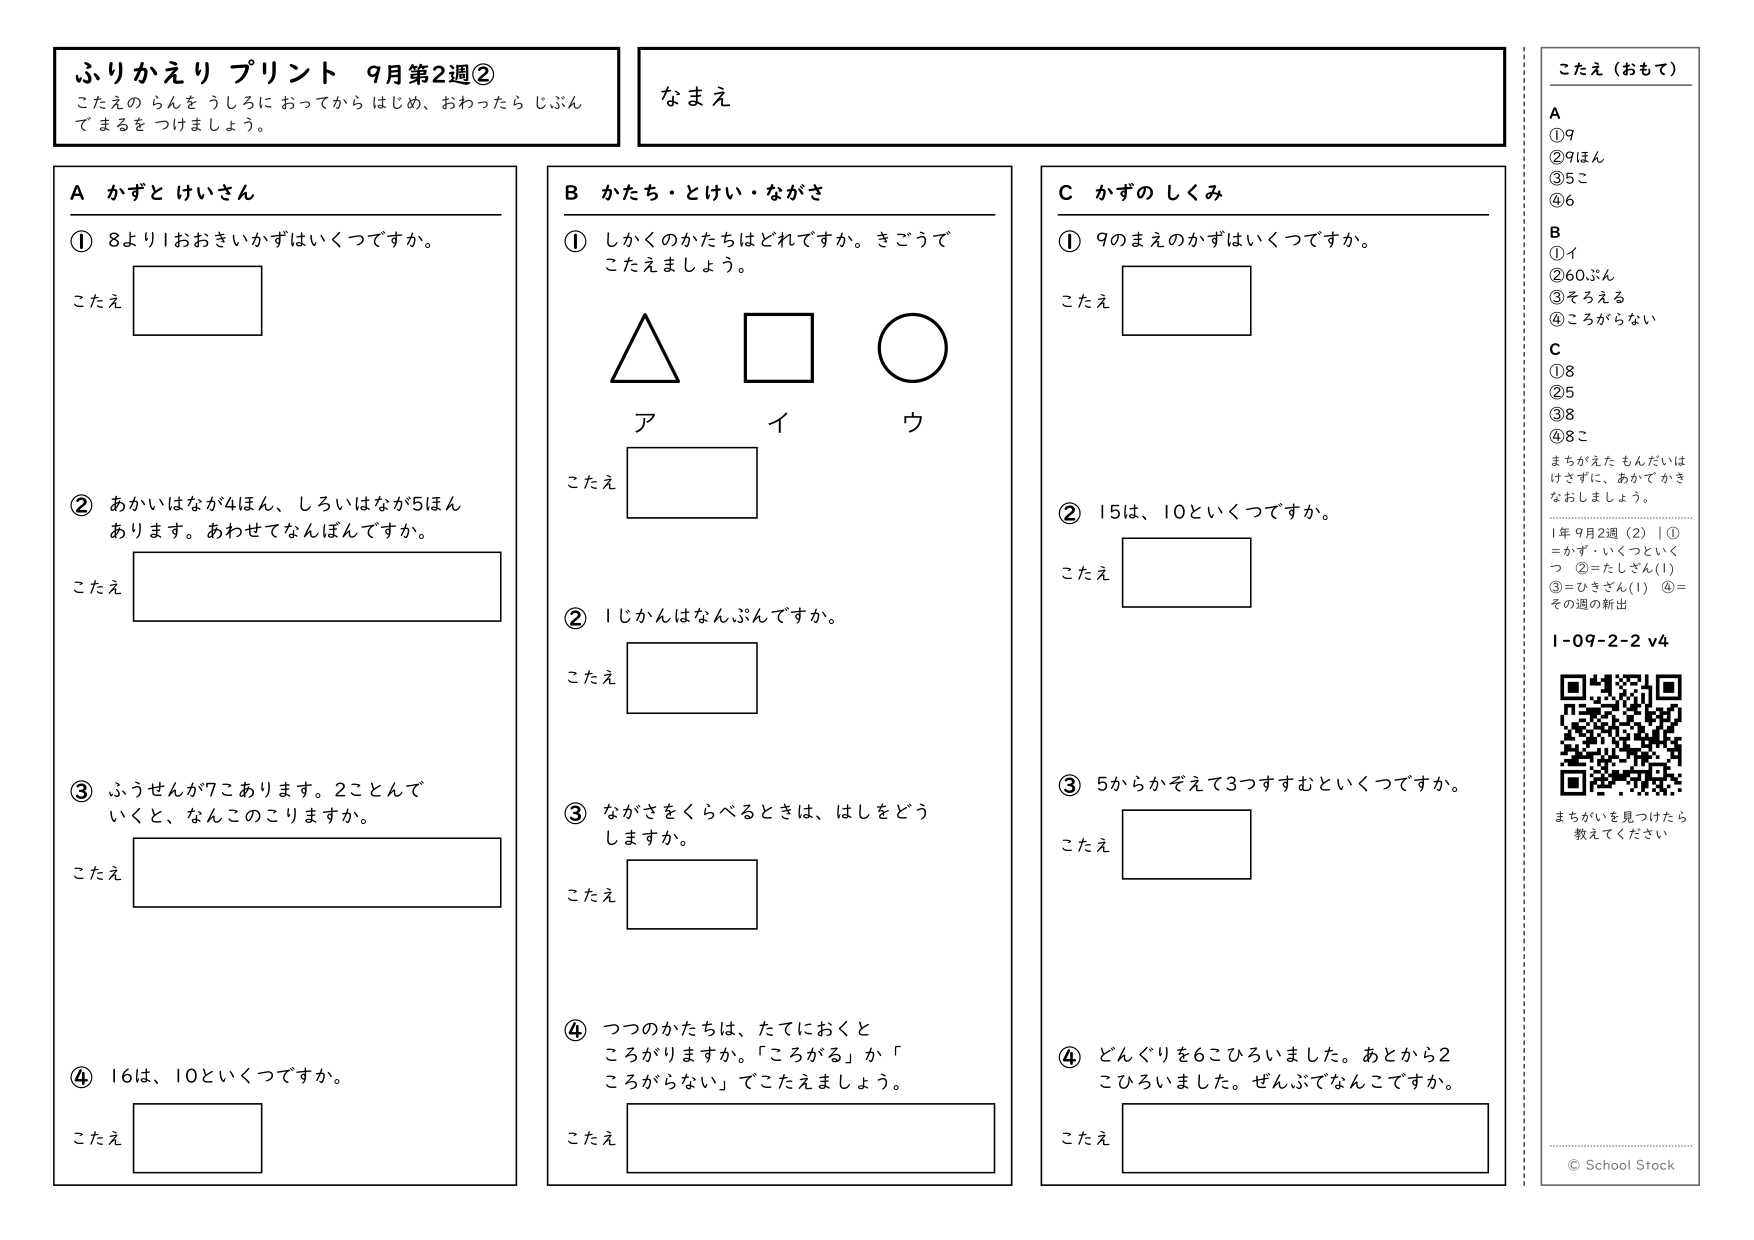 ふりかえり プリント　9月第2週②
こたえの らんを うしろに おってから はじめ、おわったら じぶん
で まるを つけましょう。
なまえ
A　かずと けいさん
① 8より1おおきいかずはいくつですか。
こたえ
② あかいはなが4ほん、しろいはなが5ほん
あります。あわせてなんぼんですか。
こたえ
③ ふうせんが7こあります。2ことんで
いくと、なんこのこりますか。
こたえ
④ 16は、10といくつですか。
こたえ
B　かたち・とけい・ながさ
① しかくのかたちはどれですか。きごうで
こたえましょう。
ア　イ　ウ
こたえ
② 1じかんはなんぷんですか。
こたえ
③ ながさをくらべるときは、はしをどう
しますか。
こたえ
④ つつのかたちは、たてにおくと
ころがりますか。「ころがる」か「
ころがらない」でこたえましょう。
こたえ
C　かずの しくみ
① 9のまえのかずはいくつですか。
こたえ
② 15は、10といくつですか。
こたえ
③ 5からかぞえて3つすすむといくつですか。
こたえ
④ どんぐりを6こひろいました。あとから2
こひろいました。ぜんぶでなんこですか。
こたえ
こたえ（おもて）
A
①9
②9ほん
③5こ
④6
B
①イ
②60ぷん
③そろえる
④ころがらない
C
①8
②5
③8
④8こ
まちがえた もんだいは
けさずに、あかで かき
なおしましょう。
1年 9月2週（2）｜①
＝かず・いくつといく
つ　②＝たしざん(1)
③＝ひきざん(1)　④＝
その週の新出
1-09-2-2 v4
まちがいを見つけたら
教えてください
© School Stock